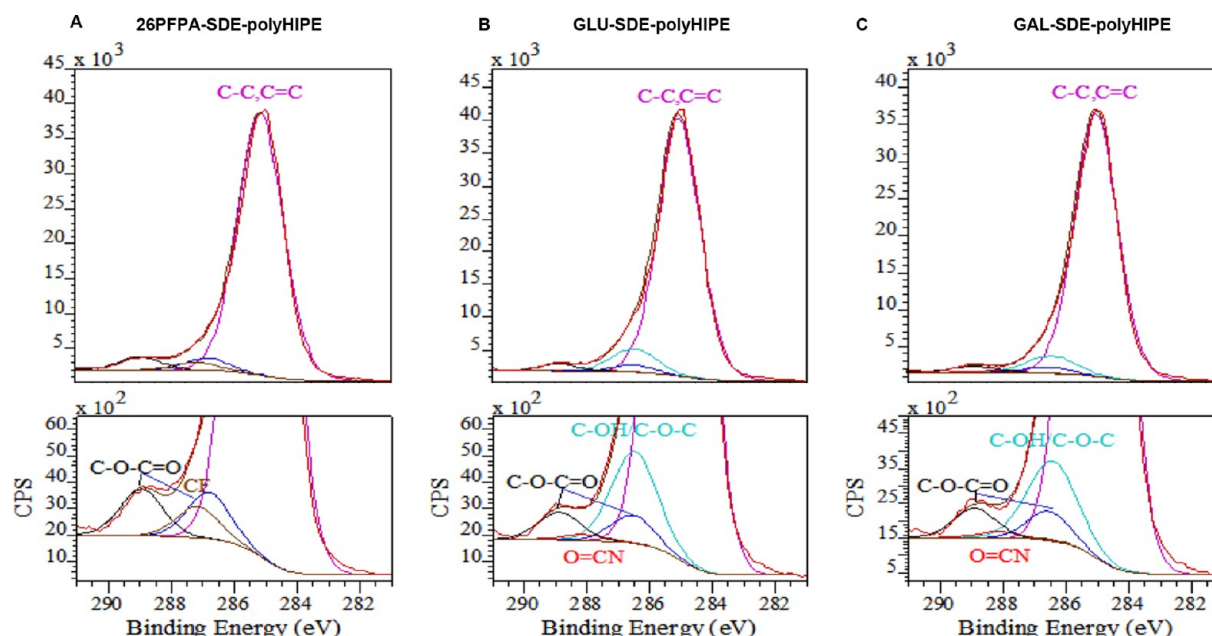 A 26PFPA-SDE-polyHIPE
x 10³
45
40
35
30
25
20
15
10
5
C-C,C=C
x 10²
60
50
40
30
20
10
CPS
C-O-C=O
CF
290 288 286 284 282
Binding Energy (eV)
B GLU-SDE-polyHIPE
x 10³
45
40
35
30
25
20
15
10
5
C-C,C=C
x 10²
60
50
40
30
20
10
CPS
C-OH/C-O-C
C-O-C=O
O=CN
290 288 286 284 282
Binding Energy (eV)
C GAL-SDE-polyHIPE
x 10³
40
35
30
25
20
15
10
5
C-C,C=C
x 10²
45
35
25
15
5
CPS
C-OH/C-O-C
C-O-C=O
O=CN
290 288 286 284 282
Binding Energy (eV)